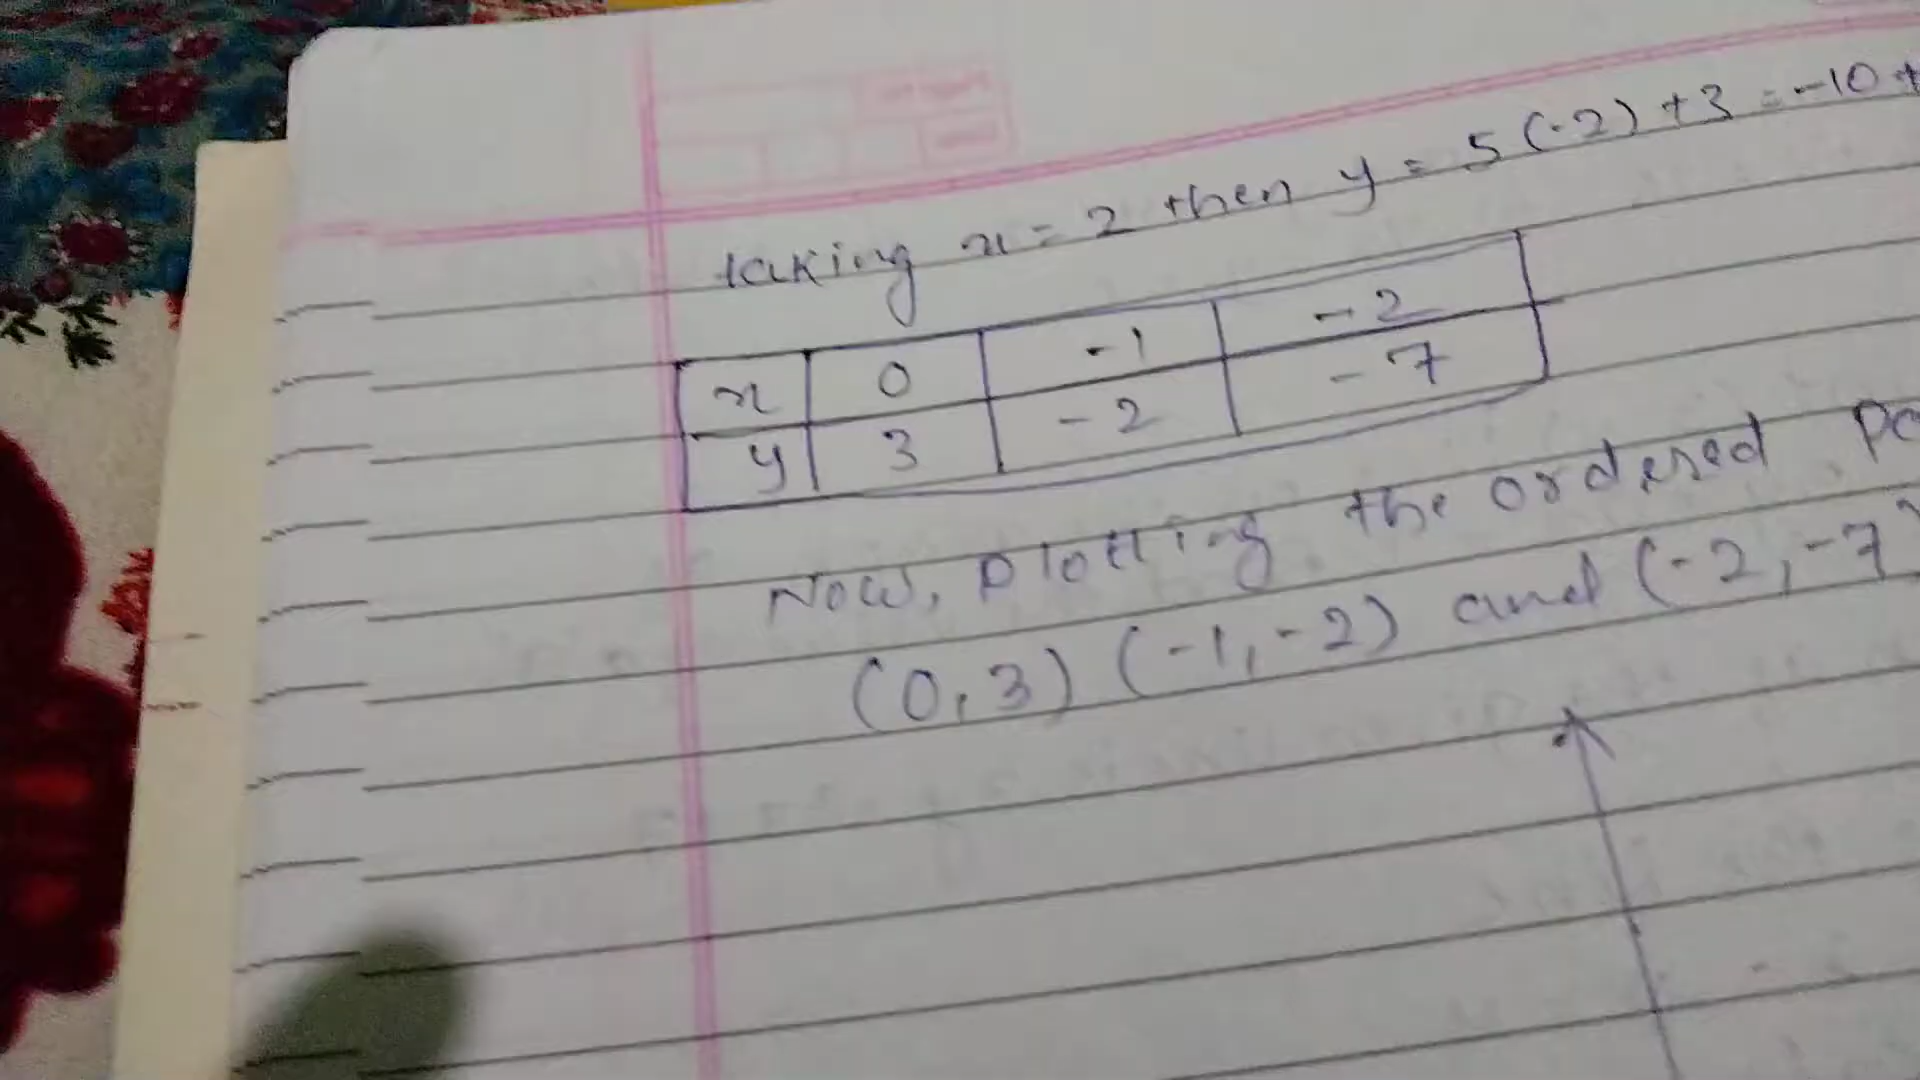 taking x = 2 then y = 5(-2) +3 = -10 +
x 0 -1 -2
y 3 -2 -7
Now, Plotting the ordered
(0,3) (-1,-2) and (-2,-7)